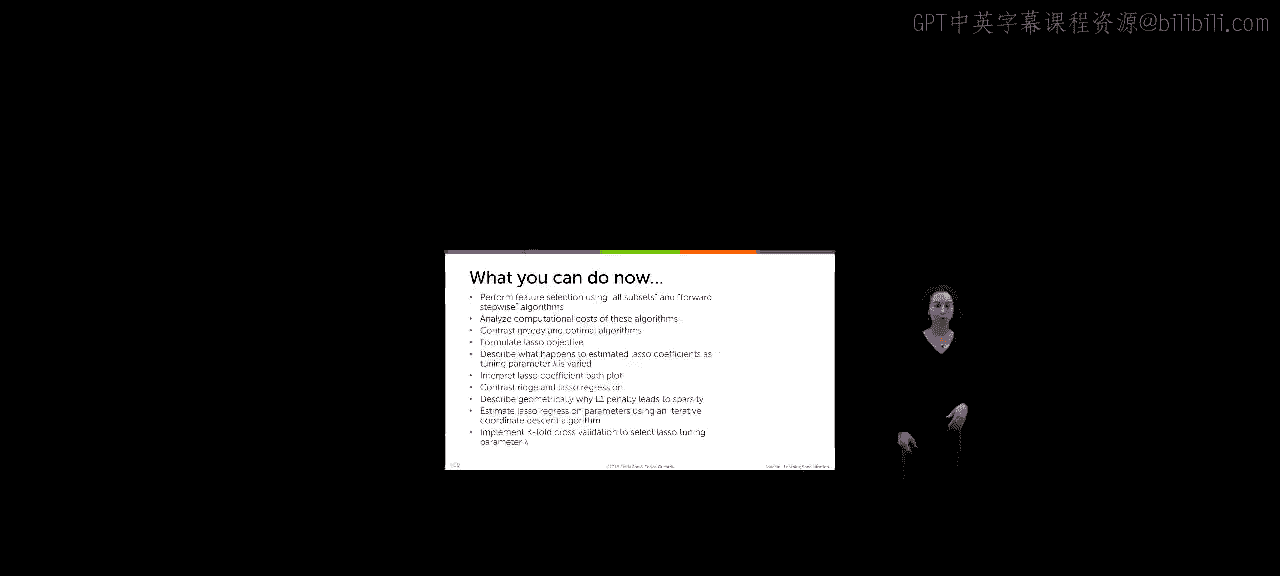 GPT中英字幕课程资源@bilibili.com
What you can do now...
• Perform feature selection using "all subsets" and "forward
stepwise" algorithms
• Analyze computational costs of these algorithms
• Contrast greedy and optimal algorithms
• Formulate lasso objective
• Describe what happens to estimated lasso coefficients as
tuning parameter λ is varied
• Interpret lasso coefficient path plot
• Contrast ridge and lasso regression
• Describe geometrically why L1 penalty leads to sparsity
• Estimate lasso regression parameters using an iterative
coordinate descent algorithm
• Implement K-fold cross validation to select lasso tuning
parameter λ